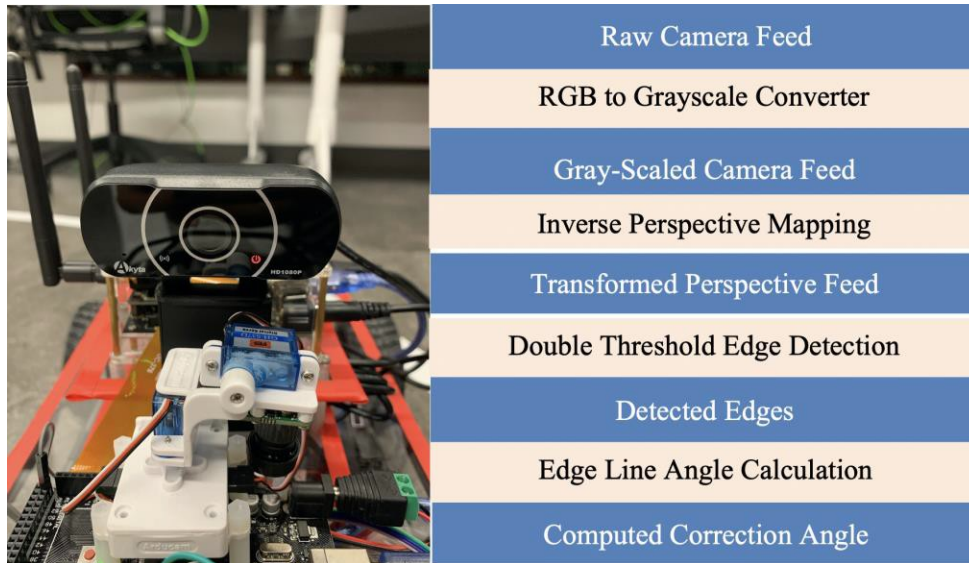 Akyta
HD1080P
Raw Camera Feed
RGB to Grayscale Converter
Gray-Scaled Camera Feed
Inverse Perspective Mapping
Transformed Perspective Feed
Double Threshold Edge Detection
Detected Edges
Edge Line Angle Calculation
Computed Correction Angle